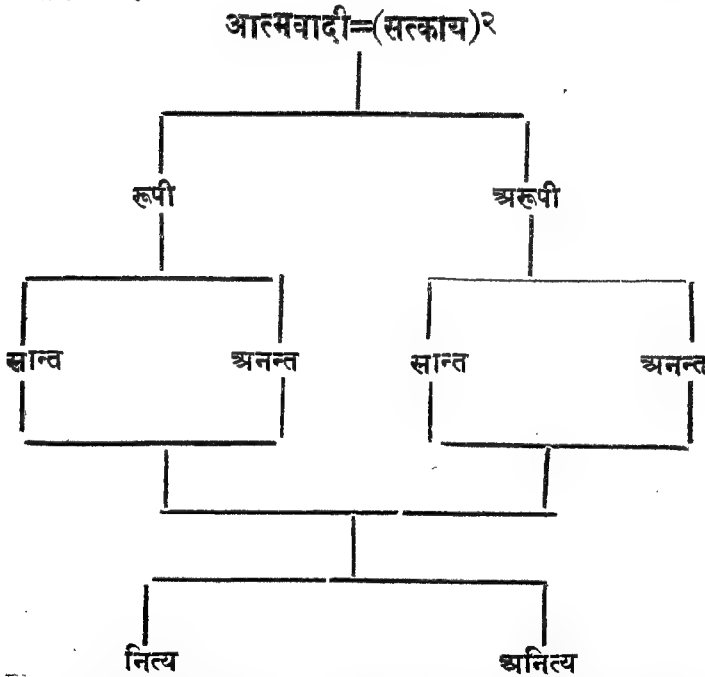 आत्मवादी=(सत्काय)२
रूपी अरूपी
सान्त अनन्त सान्त अनन्त
नित्य अनित्य